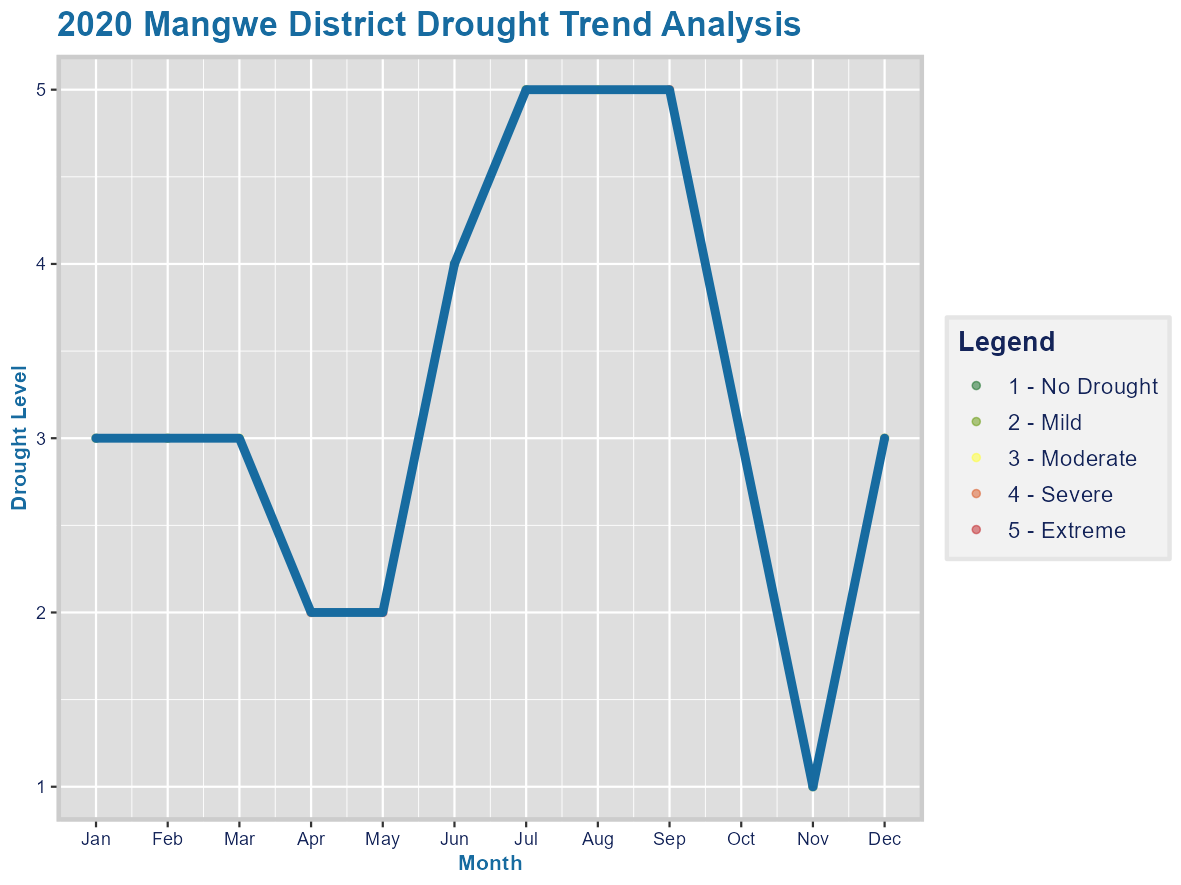 2020 Mangwe District Drought Trend Analysis
Drought Level
5
4
3
2
1
Jan Feb Mar Apr May Jun Jul Aug Sep Oct Nov Dec
Month
Legend
1 - No Drought
2 - Mild
3 - Moderate
4 - Severe
5 - Extreme